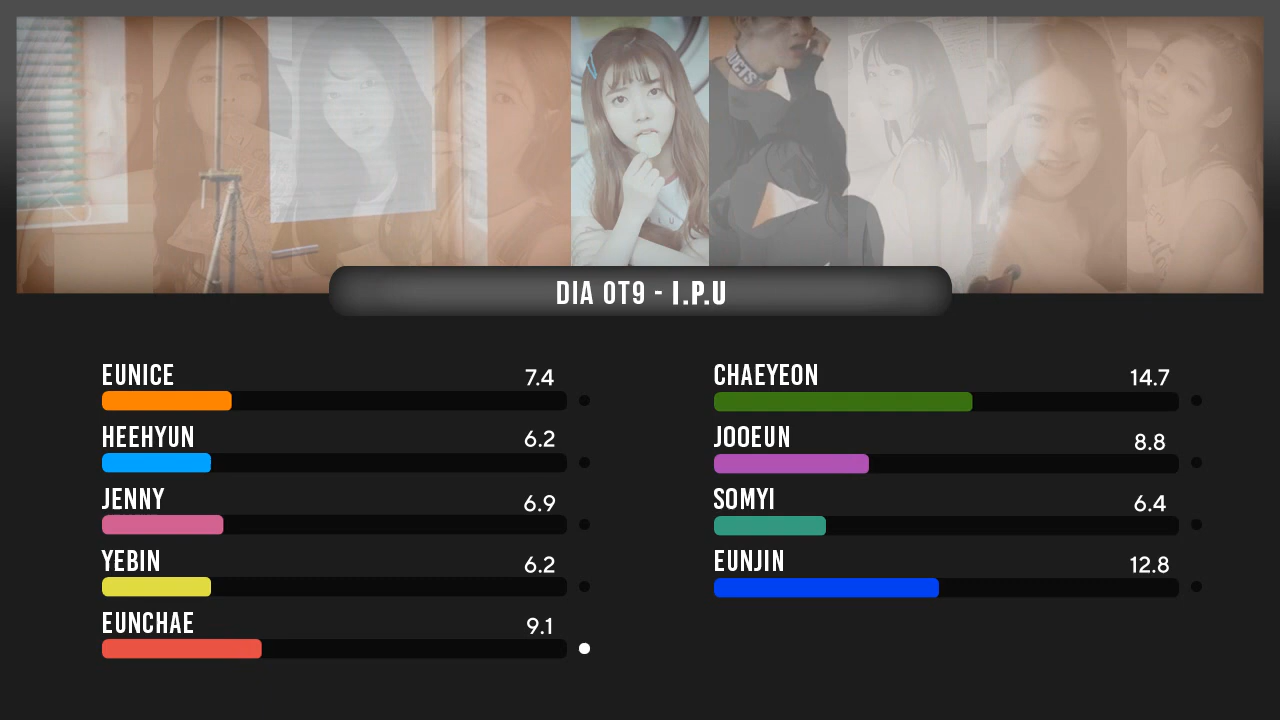 DCTS
DIA OT9 - I.P.U
EUNICE 7.4
HEEHYUN 6.2
JENNY 6.9
YEBIN 6.2
EUNCHAE 9.1
CHAEYEON 14.7
JOOEUN 8.8
SOMYI 6.4
EUNJIN 12.8